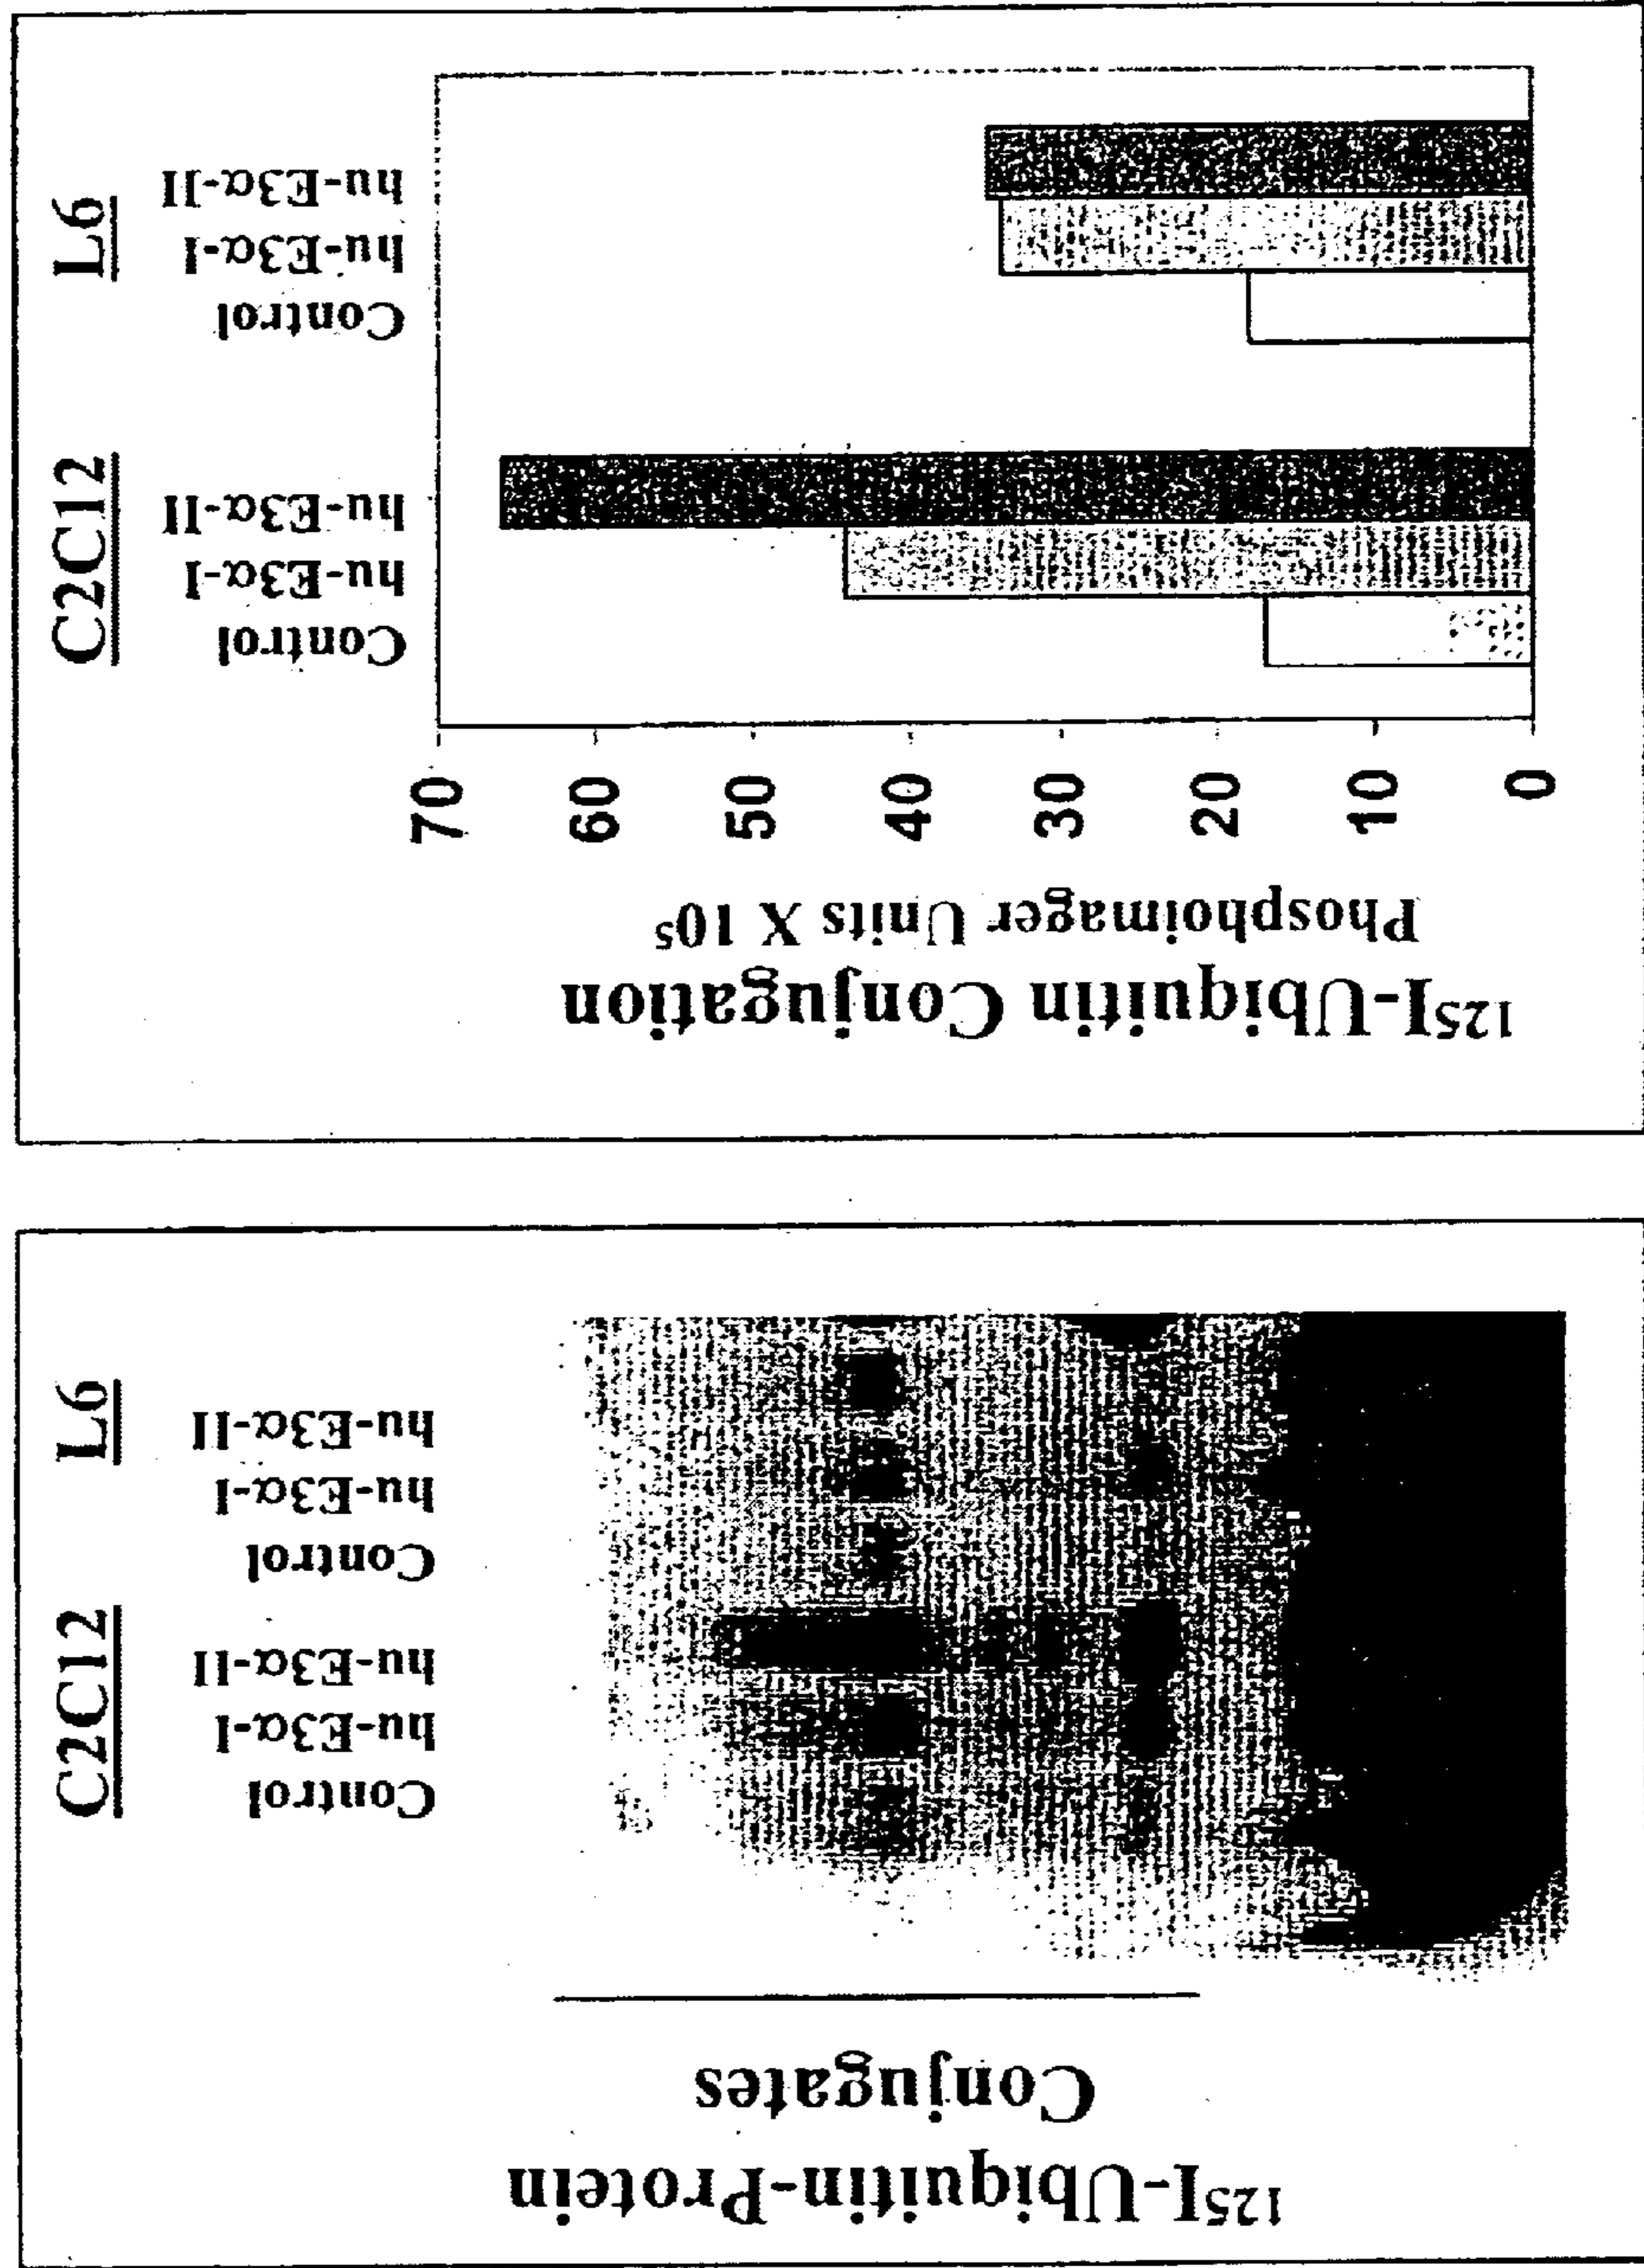 C2C12 L6
Control hu-E3α-I hu-E3α-II Control hu-E3α-I hu-E3α-II
¹²⁵I-Ubiquitin-Protein
Conjugates
C2C12 L6
Control hu-E3α-I hu-E3α-II Control hu-E3α-I hu-E3α-II
¹²⁵I-Ubiquitin Conjugation
Phosphoimager Units X 10⁵
70
60
50
40
30
20
10
0